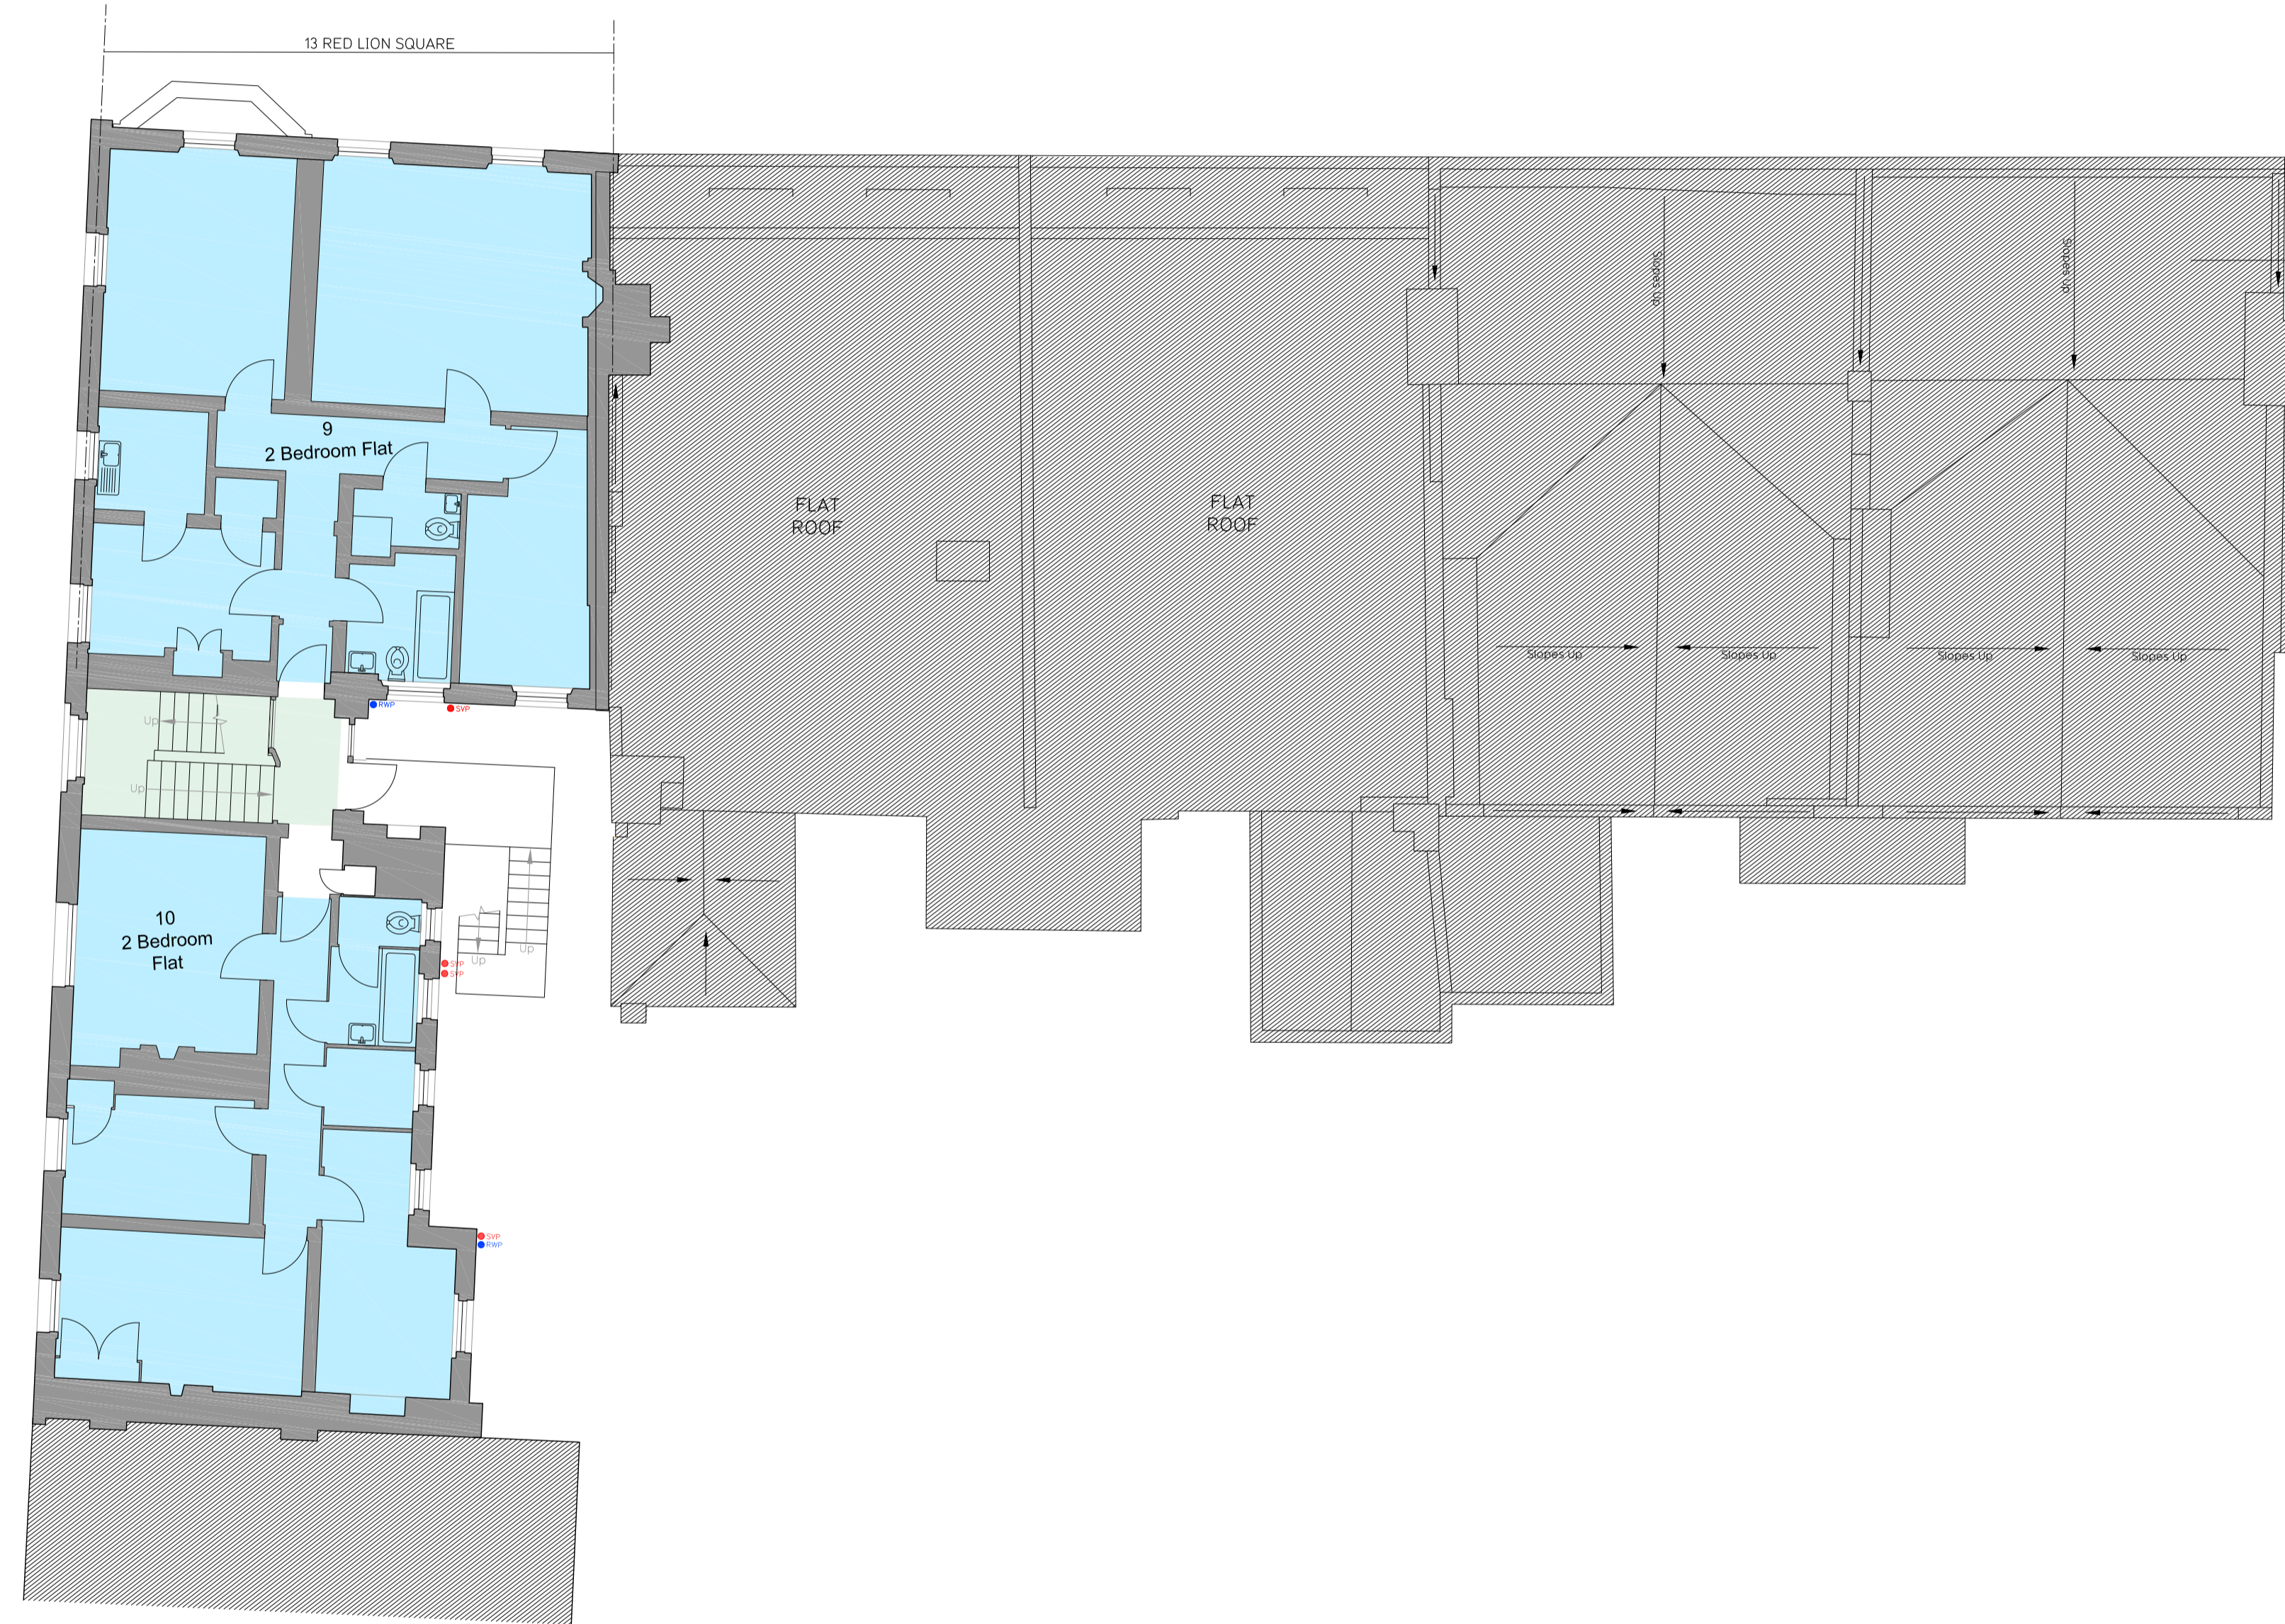 13 RED LION SQUARE
Slopes Up
Slopes Up
9
2 Bedroom Flat
FLAT
ROOF
FLAT
ROOF
Slopes Up
Slopes Up
Slopes Up
Slopes Up
RWP
SVP
Up
Up
10
2 Bedroom
Flat
Up
Up
SVP
SVP
SVP
RWP